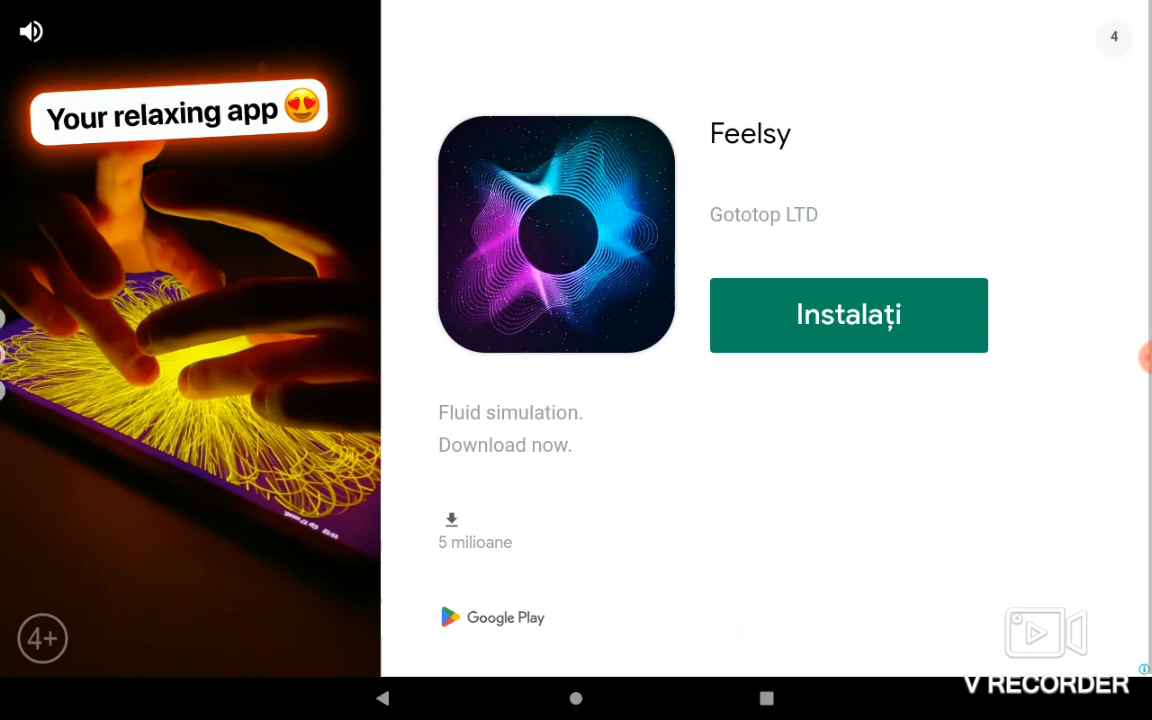 Your relaxing app 😍
4
Feelsy
Gototop LTD
Instalați
Fluid simulation.
Download now.
5 milioane
Google Play
4+
V RECORDER